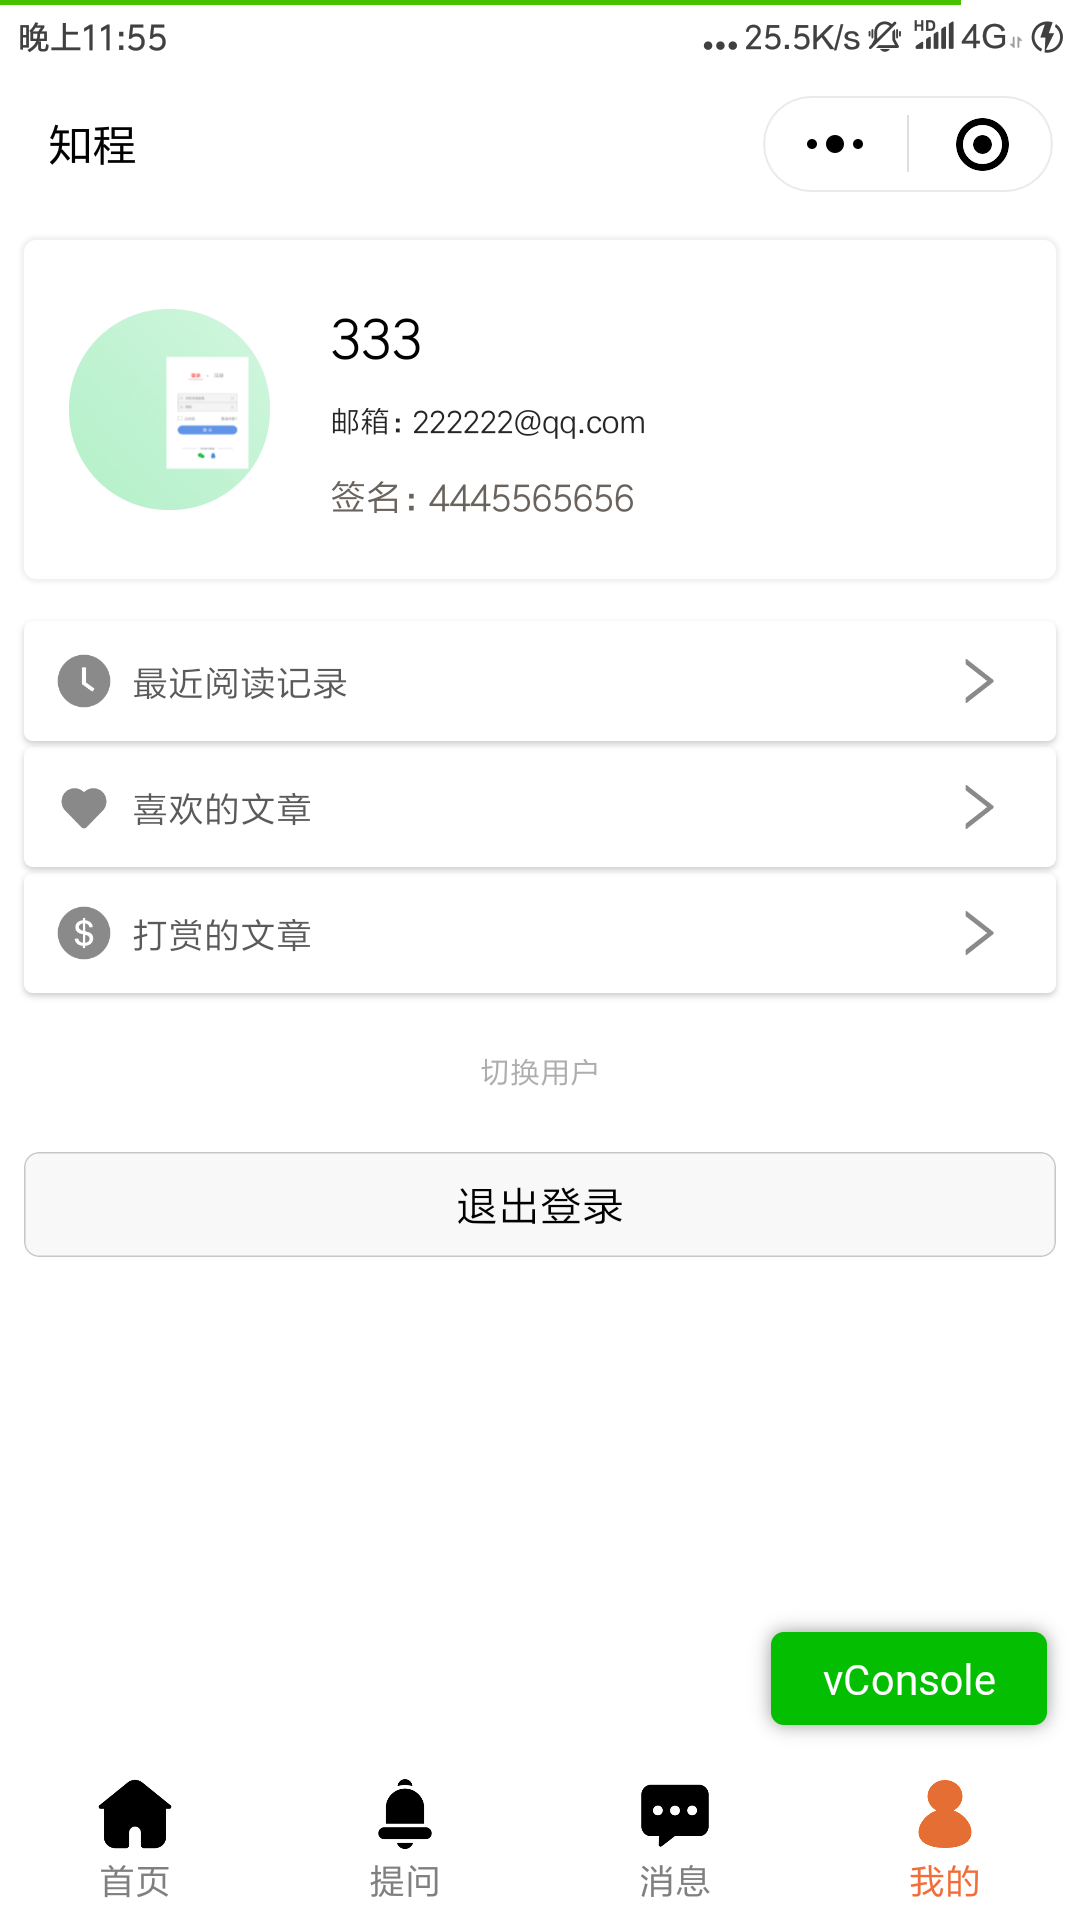 晚上11:55
...25.5K/s HD 4G
知程
333
邮箱：222222@qq.com
签名：4445565656
最近阅读记录
喜欢的文章
$ 打赏的文章
切换用户
退出登录
vConsole
首页 提问 消息 我的